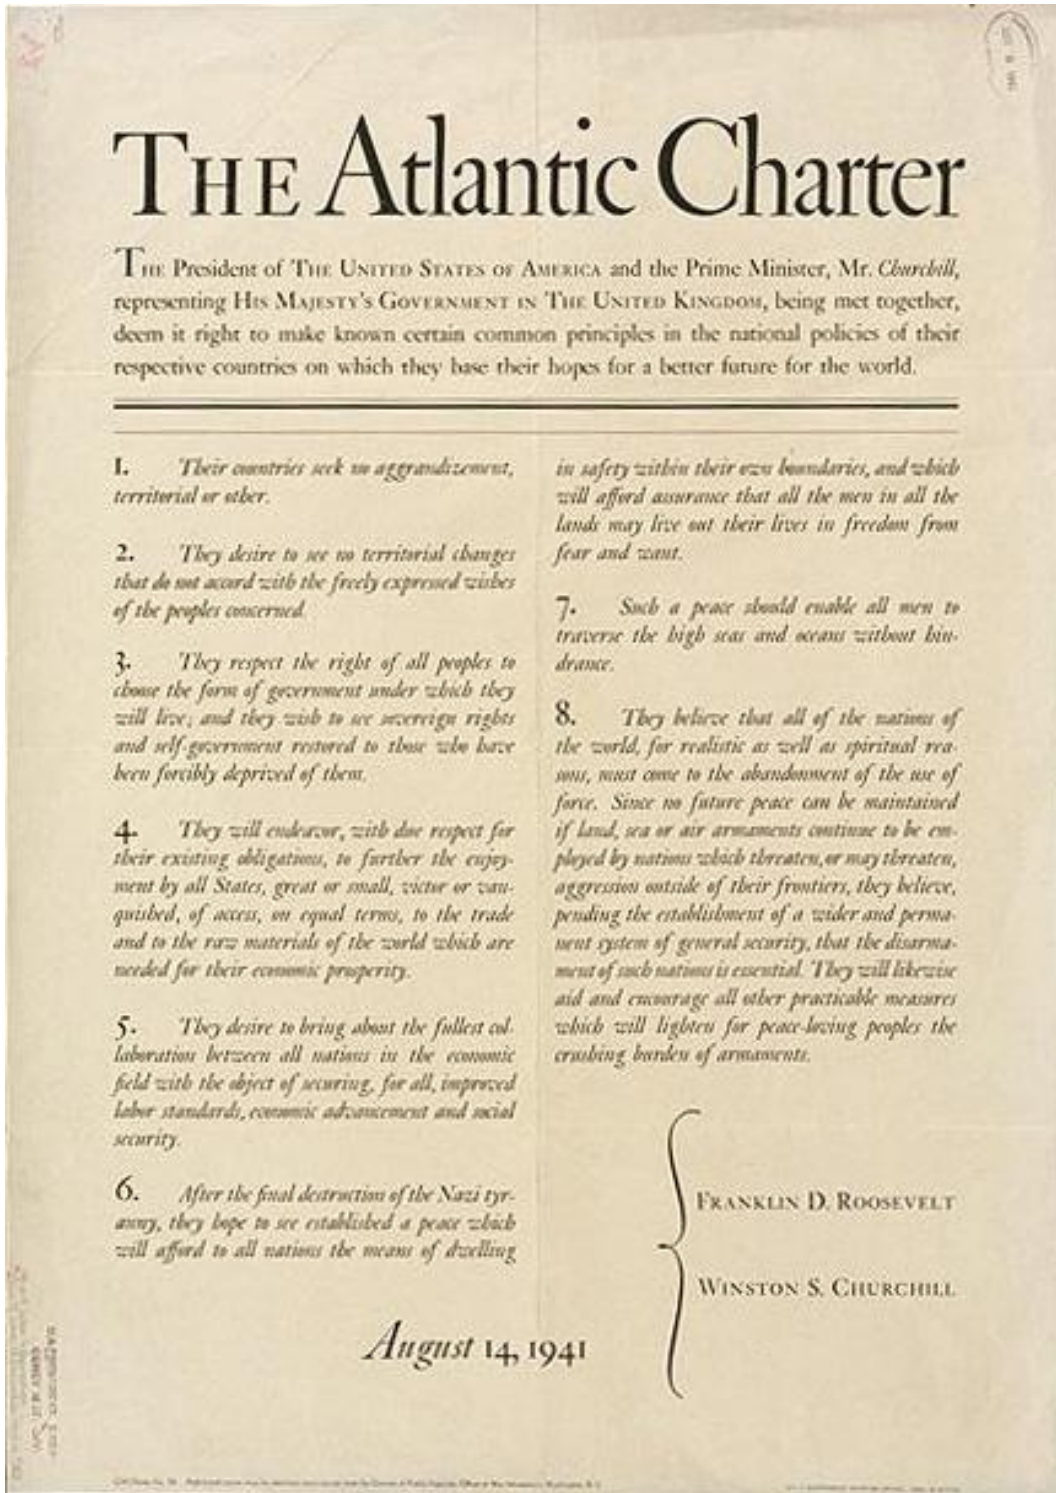 THE Atlantic Charter
THE President of THE UNITED STATES OF AMERICA and the Prime Minister, Mr. Churchill,
representing HIS MAJESTY'S GOVERNMENT IN THE UNITED KINGDOM, being met together,
deem it right to make known certain common principles in the national policies of their
respective countries on which they base their hopes for a better future for the world.
1. Their countries seek no aggrandizement,
territorial or other.
2. They desire to see no territorial changes
that do not accord with the freely expressed wishes
of the peoples concerned.
3. They respect the right of all peoples to
choose the form of government under which they
will live; and they wish to see sovereign rights
and self-government restored to those who have
been forcibly deprived of them.
4. They will endeavor, with due respect for
their existing obligations, to further the enjoy-
ment by all States, great or small, victor or van-
quished, of access, on equal terms, to the trade
and to the raw materials of the world which are
needed for their economic prosperity.
5. They desire to bring about the fullest col-
laboration between all nations in the economic
field with the object of securing, for all, improved
labor standards, economic advancement and social
security.
6. After the final destruction of the Nazi tyr-
anny, they hope to see established a peace which
will afford to all nations the means of dwelling
in safety within their own boundaries, and which
will afford assurance that all the men in all the
lands may live out their lives in freedom from
fear and want.
7. Such a peace should enable all men to
traverse the high seas and oceans without hin-
drance.
8. They believe that all of the nations of
the world, for realistic as well as spiritual rea-
sons, must come to the abandonment of the use of
force. Since no future peace can be maintained
if land, sea or air armaments continue to be em-
ployed by nations which threaten, or may threaten,
aggression outside of their frontiers, they believe,
pending the establishment of a wider and perma-
nent system of general security, that the disarma-
ment of such nations is essential. They will likewise
aid and encourage all other practicable measures
which will lighten for peace-loving peoples the
crushing burden of armaments.
FRANKLIN D. ROOSEVELT
WINSTON S. CHURCHILL
August 14, 1941